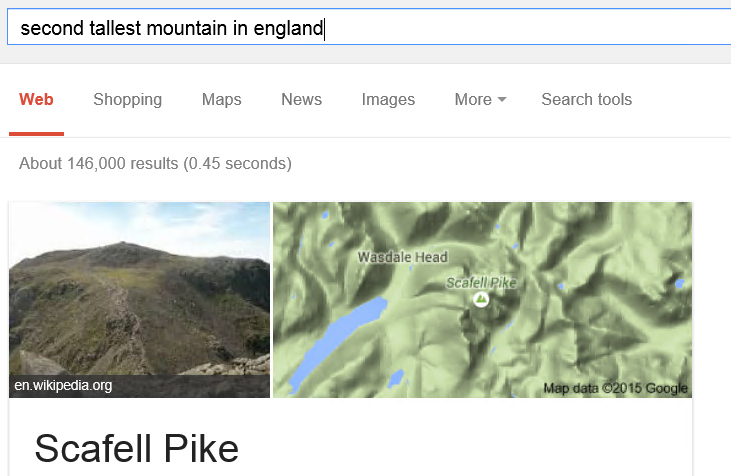 second tallest mountain in england
Web Shopping Maps News Images More Search tools
About 146,000 results (0.45 seconds)
Wasdale Head
Scafell Pike
en.wikipedia.org
Map data ©2015 Google
Scafell Pike